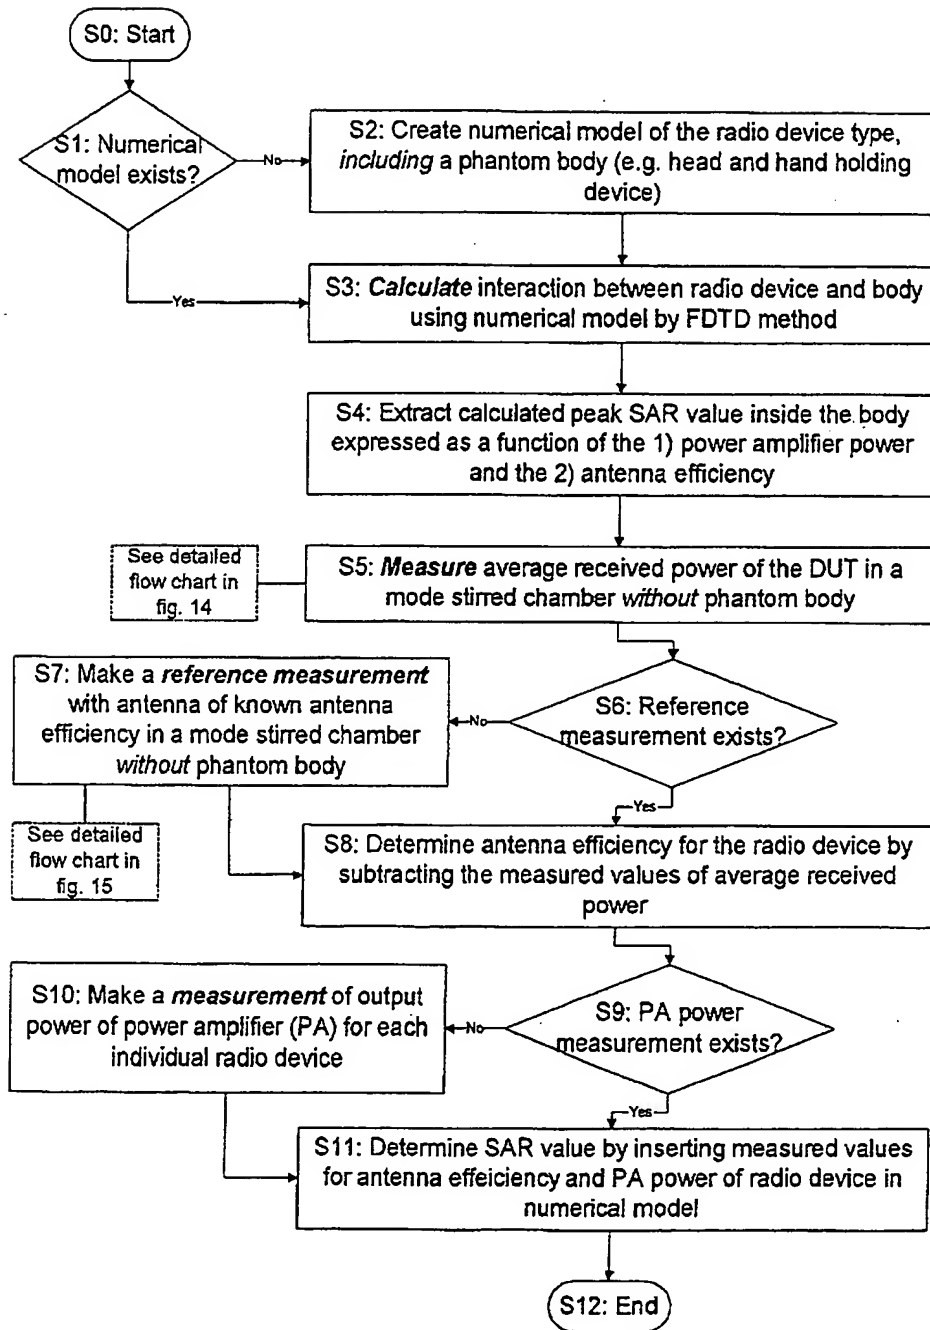 S0: Start
S1: Numerical
model exists?
No
S2: Create numerical model of the radio device type,
including a phantom body (e.g. head and hand holding
device)
Yes
S3: Calculate interaction between radio device and body
using numerical model by FDTD method
S4: Extract calculated peak SAR value inside the body
expressed as a function of the 1) power amplifier power
and the 2) antenna efficiency
See detailed
flow chart in
fig. 14
S5: Measure average received power of the DUT in a
mode stirred chamber without phantom body
S7: Make a reference measurement
with antenna of known antenna
efficiency in a mode stirred chamber
without phantom body
No
S6: Reference
measurement exists?
Yes
See detailed
flow chart in
fig. 15
S8: Determine antenna efficiency for the radio device by
subtracting the measured values of average received
power
S10: Make a measurement of output
power of power amplifier (PA) for each
individual radio device
No
S9: PA power
measurement exists?
Yes
S11: Determine SAR value by inserting measured values
for antenna effeiciency and PA power of radio device in
numerical model
S12: End